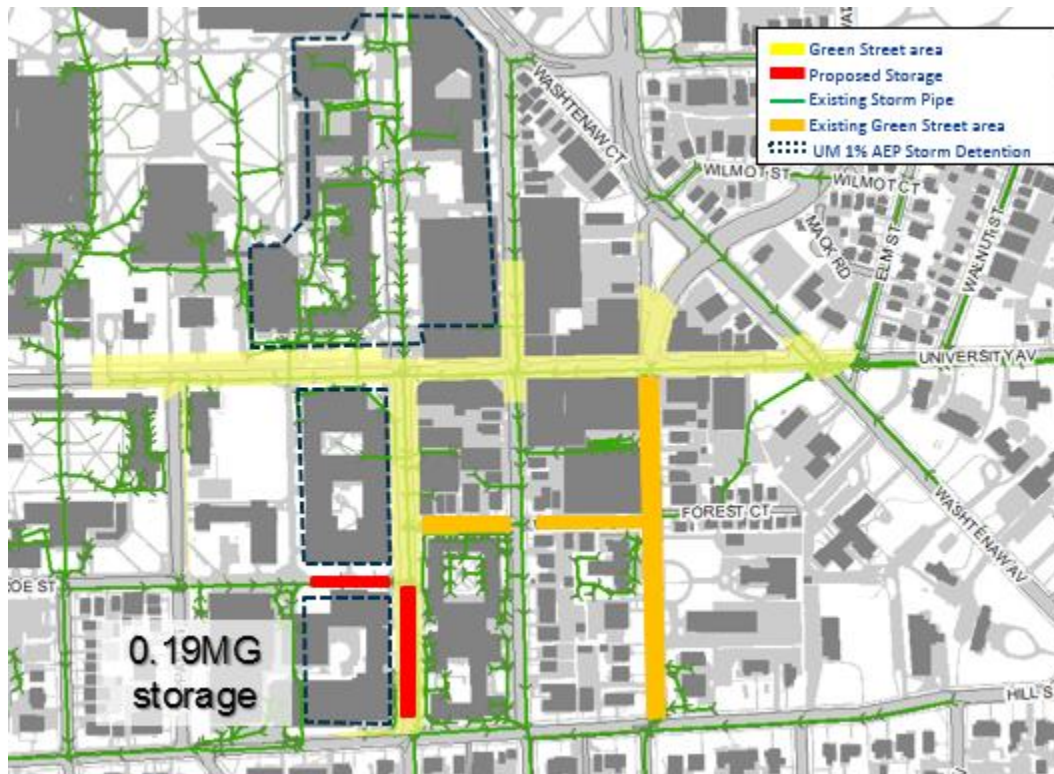 Green Street area
Proposed Storage
Existing Storm Pipe
Existing Green Street area
UM 1% AEP Storm Detention
WASHTENAW CT
WILMOT ST
WILMOT CT
MACK RD
ELM ST
WALNUT ST
UNIVERSITY AV
FOREST CT
WASHTENAW AV
OE ST
0.19MG
storage
HILL S